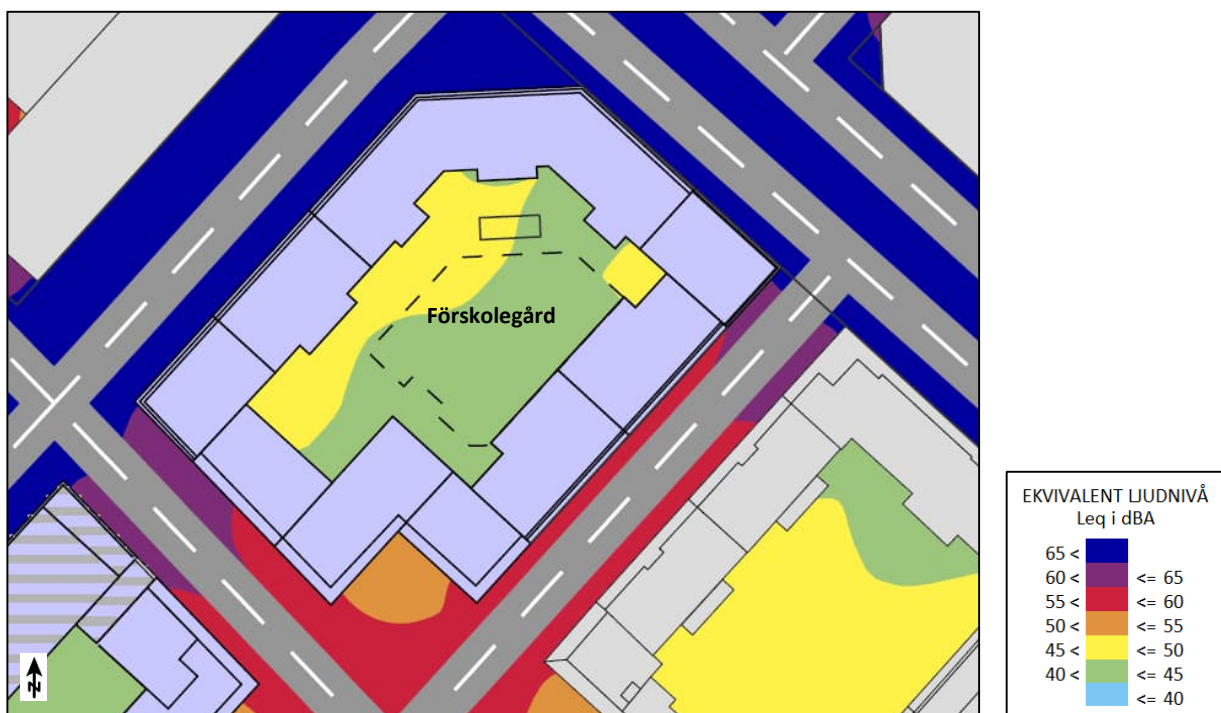 Förskolegård
N
EKVIVALENT LJUDNIVÅ
Leq i dBA
65 <
60 < <= 65
55 < <= 60
50 < <= 55
45 < <= 50
40 < <= 45
<= 40